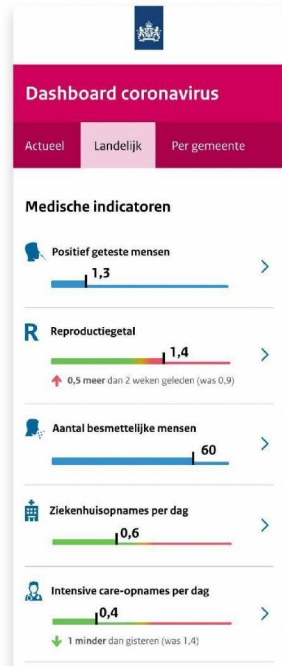 Dashboard coronavirus
Actueel Landelijk Per gemeente
Medische indicatoren
Positief geteste mensen
1,3
R Reproductiegetal
1,4
0,5 meer dan 2 weken geleden (was 0,9)
Aantal besmettelijke mensen
60
Ziekenhuisopnames per dag
0,6
Intensive care-opnames per dag
0,4
1 minder dan gisteren (was 1,4)